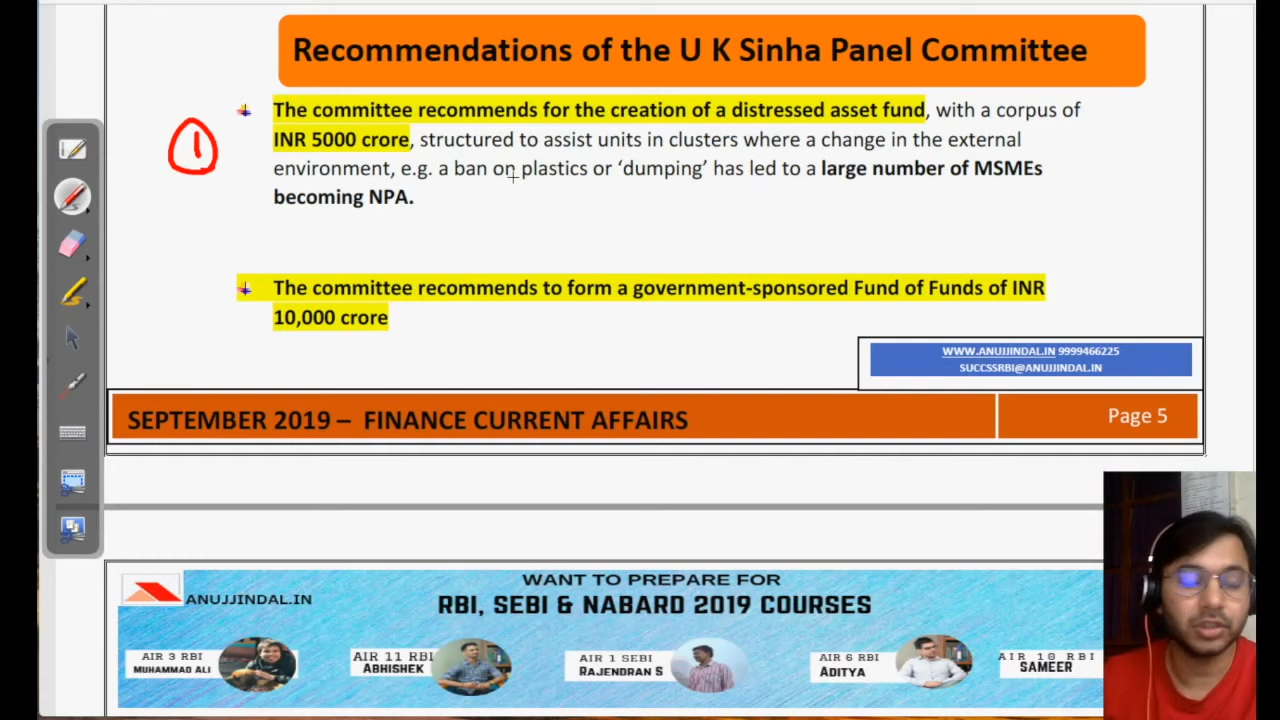 Recommendations of the U K Sinha Panel Committee
The committee recommends for the creation of a distressed asset fund, with a corpus of
INR 5000 crore, structured to assist units in clusters where a change in the external
environment, e.g. a ban on plastics or ‘dumping’ has led to a large number of MSMEs
becoming NPA.
1
The committee recommends to form a government-sponsored Fund of Funds of INR
10,000 crore
WWW.ANUJJINDAL.IN 9999466225
SUCCSSRBI@ANUJJINDAL.IN
SEPTEMBER 2019 – FINANCE CURRENT AFFAIRS
Page 5
ANUJJINDAL.IN
WANT TO PREPARE FOR
RBI, SEBI & NABARD 2019 COURSES
AIR 3 RBI
MUHAMMAD ALI
AIR 11 RBI
ABHISHEK
AIR 1 SEBI
RAJENDRAN S
AIR 6 RBI
ADITYA
AIR 10 RBI
SAMEER